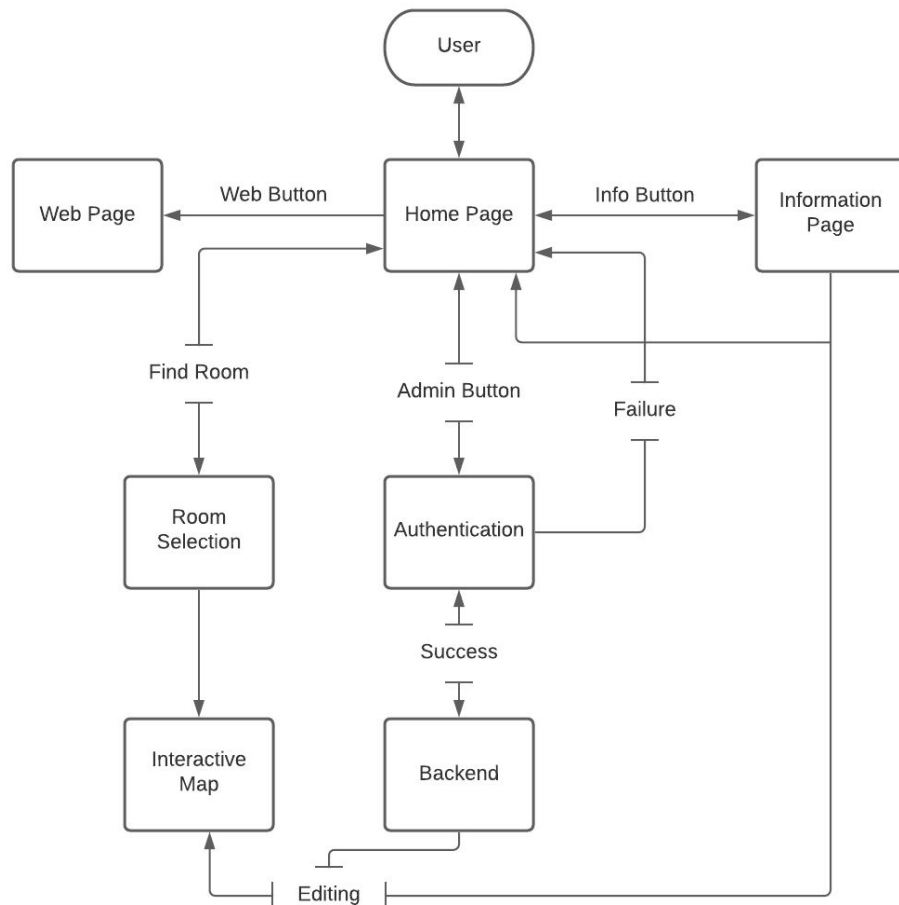 User
Web Page
Web Button
Home Page
Info Button
Information
Page
Find Room
Admin Button
Failure
Room
Selection
Authentication
Success
Interactive
Map
Backend
Editing